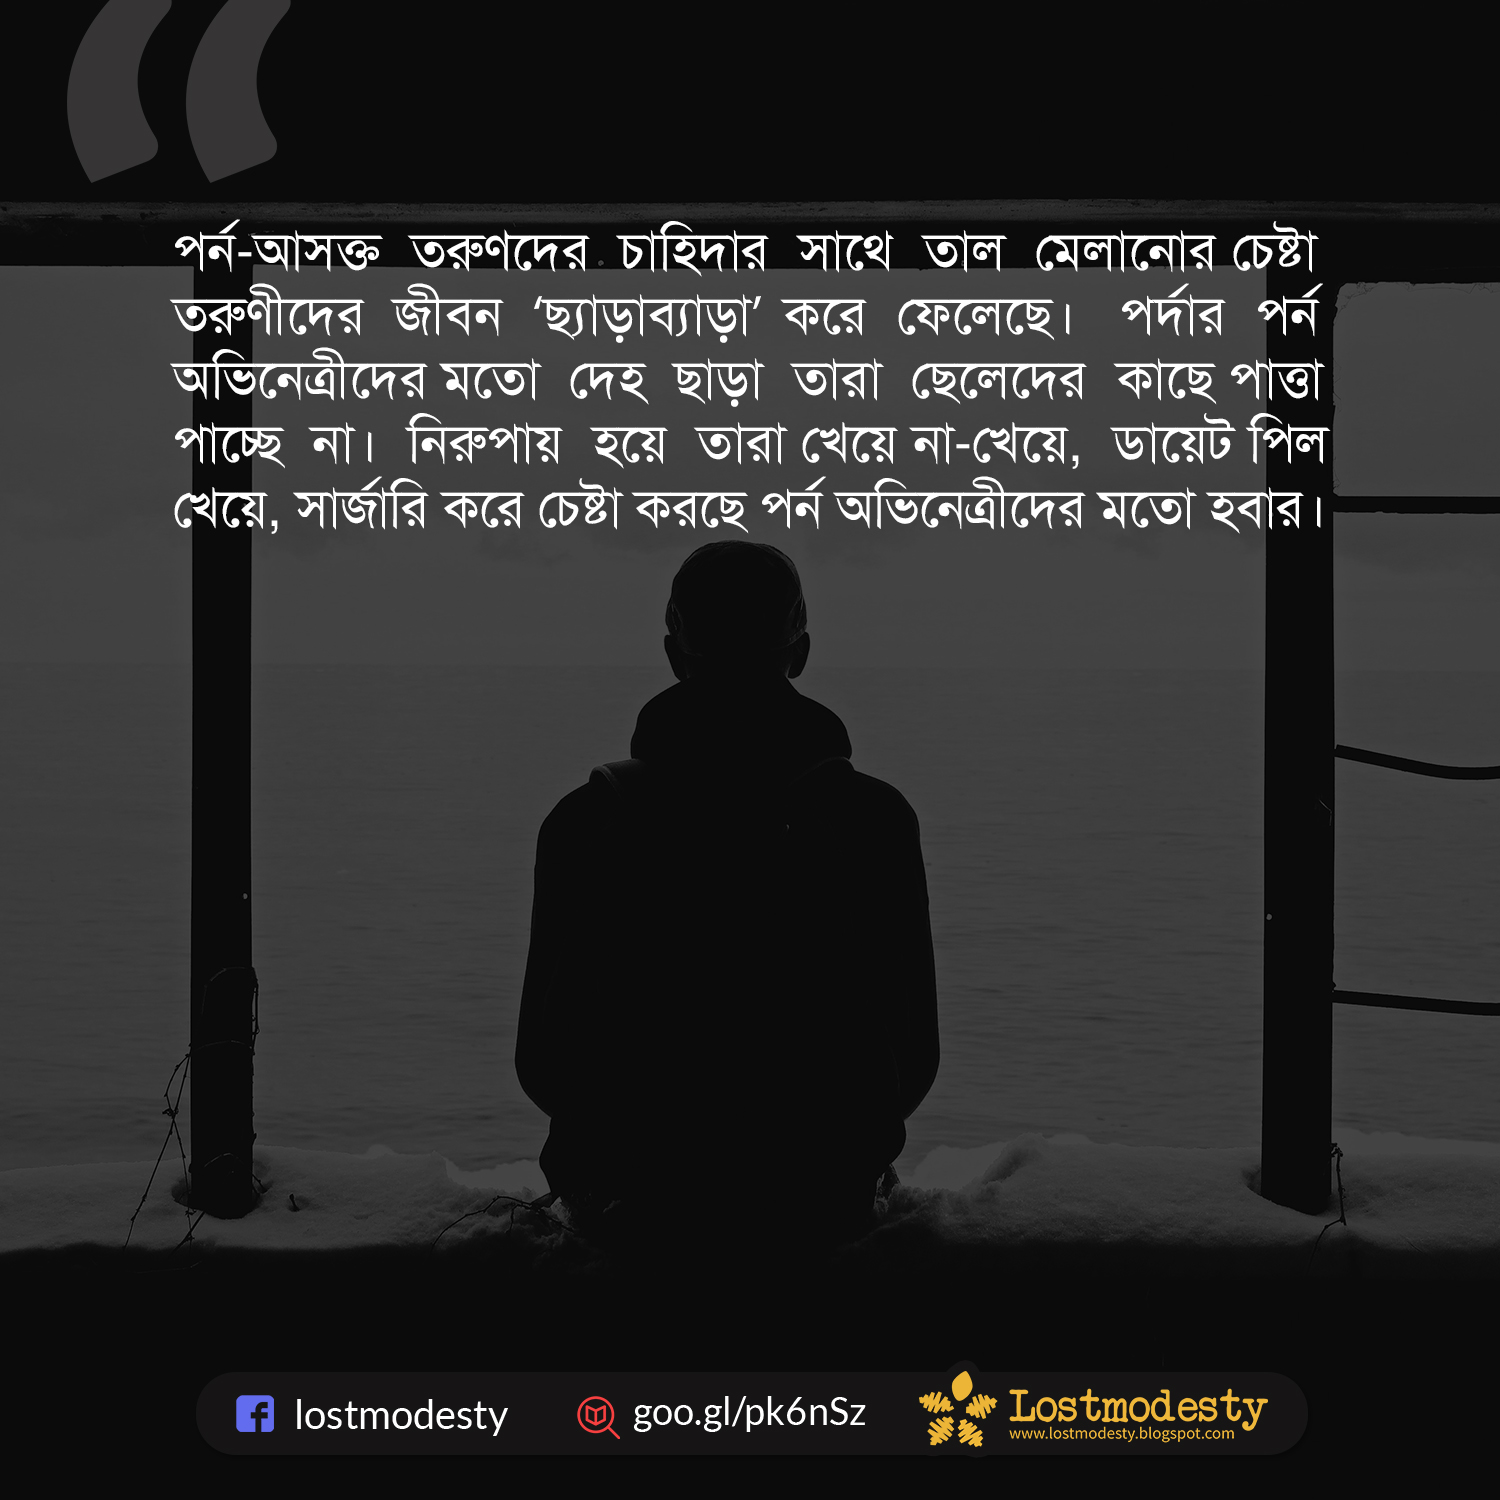 পর্ন-আসক্ত তরুণদের চাহিদার সাথে তাল মেলানোর চেষ্টা
তরুণীদের জীবন ‘ছ্যাড়াব্যাড়া’ করে ফেলেছে। পর্দার পর্ন
অভিনেত্রীদের মতো দেহ ছাড়া তারা ছেলেদের কাছে পাত্তা
পাচ্ছে না। নিরুপায় হয়ে তারা খেয়ে না-খেয়ে, ডায়েট পিল
খেয়ে, সার্জারি করে চেষ্টা করছে পর্ন অভিনেত্রীদের মতো হবার।
lostmodesty
goo.gl/pk6nSz
Lostmodesty
www.lostmodesty.blogspot.com